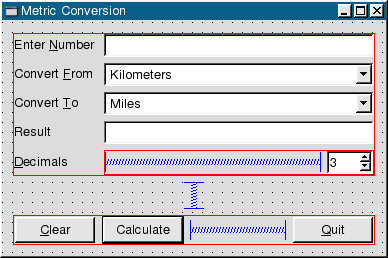 Metric Conversion
Enter Number
Convert From Kilometers
Convert To Miles
Result
Decimals 3
Clear Calculate Quit